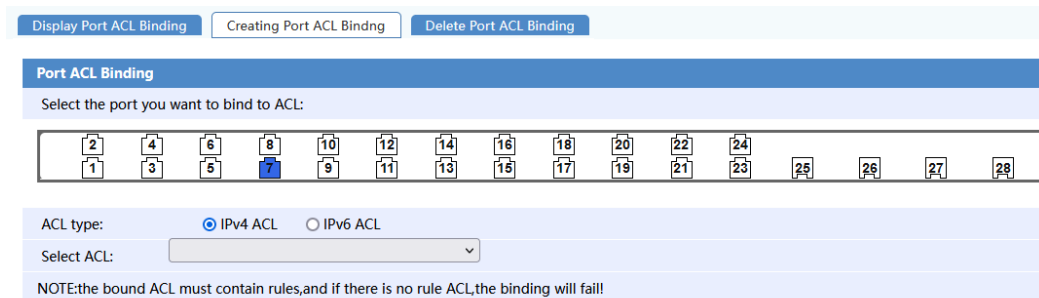 Display Port ACL Binding Creating Port ACL Bindng Delete Port ACL Binding
Port ACL Binding
Select the port you want to bind to ACL:
2 4 6 8 10 12 14 16 18 20 22 24
1 3 5 7 9 11 13 15 17 19 21 23 25 26 27 28
ACL type: IPv4 ACL IPv6 ACL
Select ACL:
NOTE:the bound ACL must contain rules,and if there is no rule ACL,the binding will fail!